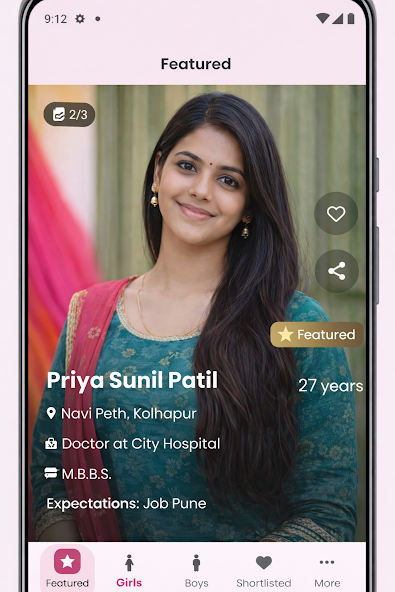 9:12
Featured
2/3
Featured
Priya Sunil Patil
27 years
Navi Peth, Kolhapur
Doctor at City Hospital
M.B.B.S.
Expectations: Job Pune
Featured
Girls
Boys
Shortlisted
More